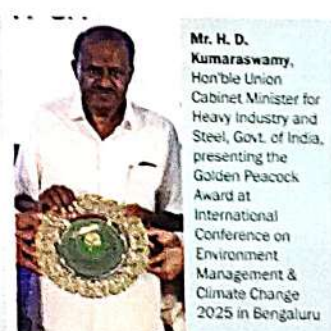 Mr. H. D.
Kumaraswamy,
Hon'ble Union
Cabinet Minister for
Heavy Industry and
Steel, Govt. of India,
presenting the
Golden Peacock
Award at
International
Conference on
Environment
Management &
Climate Change
2025 in Bengaluru